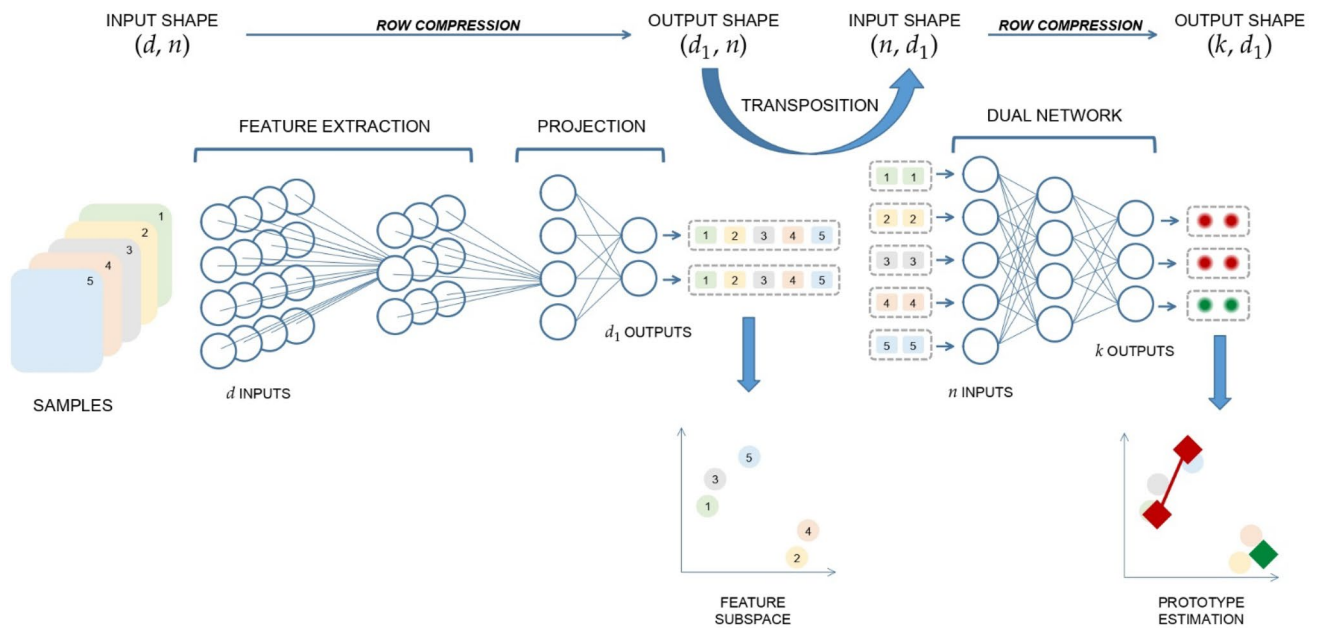 INPUT SHAPE
(d, n)
ROW COMPRESSION
OUTPUT SHAPE
(d₁, n)
INPUT SHAPE
(n, d₁)
ROW COMPRESSION
OUTPUT SHAPE
(k, d₁)
TRANSPOSITION
FEATURE EXTRACTION
PROJECTION
DUAL NETWORK
1
2
3
4
5
SAMPLES
d INPUTS
1 2 3 4 5
1 2 3 4 5
d₁ OUTPUTS
1 1
2 2
3 3
4 4
5 5
n INPUTS
k OUTPUTS
5
3
1
4
2
FEATURE
SUBSPACE
PROTOTYPE
ESTIMATION